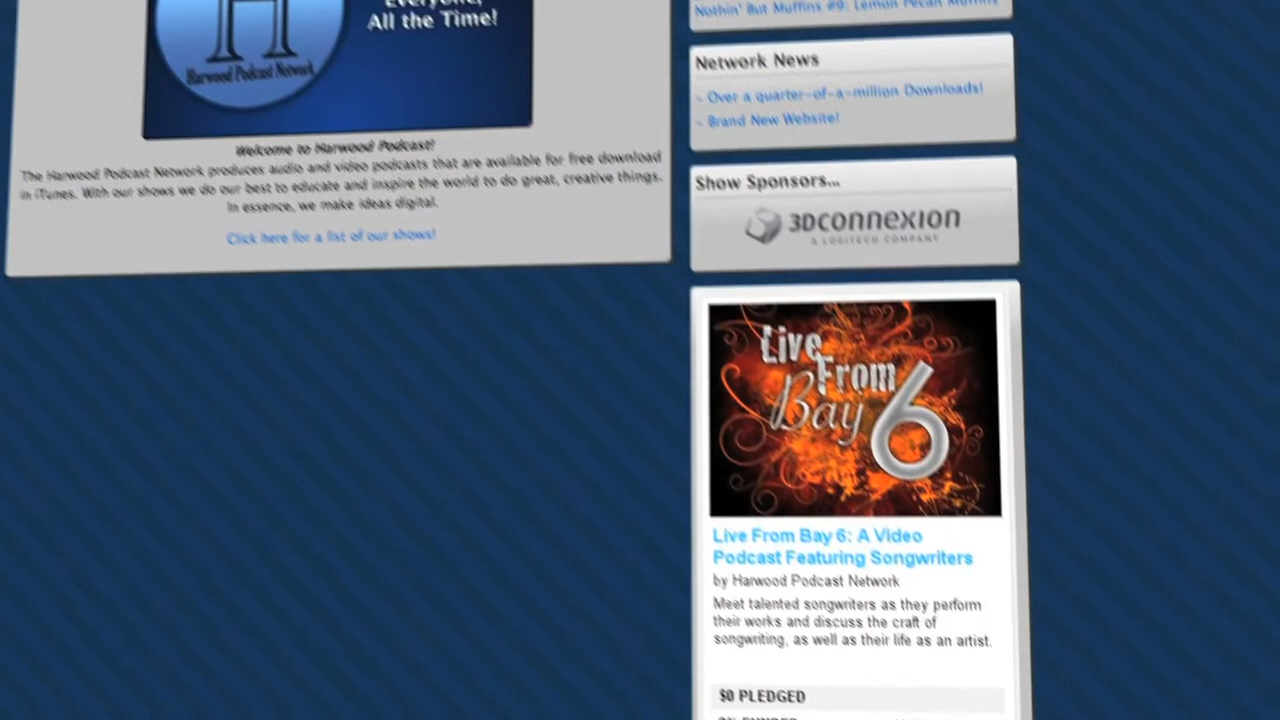 Everyone,
All the Time!
H
Harwood Podcast Network
Welcome to Harwood Podcast!
The Harwood Podcast Network produces audio and video podcasts that are available for free download
in iTunes. With our shows we do our best to educate and inspire the world to do great, creative things.
In essence, we make ideas digital.
Click here for a list of our shows!
Nothin' But Muffins #9: Lemon Pecan Muffins
Network News
- Over a quarter-of-a-million Downloads!
- Brand New Website!
Show Sponsors...
3DCONNEXION
A LOGITECH COMPANY
Live
From
Bay 6
Live From Bay 6: A Video
Podcast Featuring Songwriters
by Harwood Podcast Network
Meet talented songwriters as they perform
their works and discuss the craft of
songwriting, as well as their life as an artist.
$0 PLEDGED